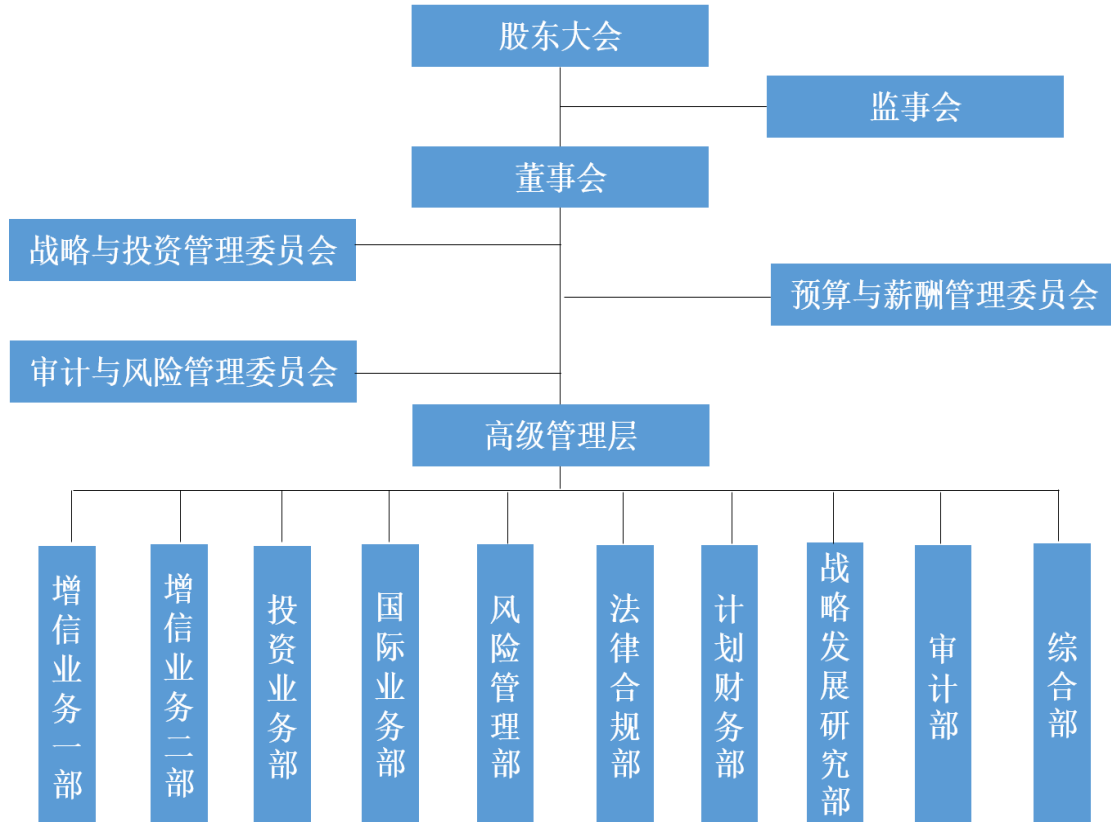 股东大会
监事会
董事会
战略与投资管理委员会
预算与薪酬管理委员会
审计与风险管理委员会
高级管理层
增信业务一部
增信业务二部
投资业务部
国际业务部
风险管理部
法律合规部
计划财务部
战略发展研究部
审计部
综合部